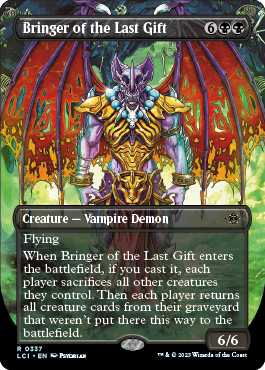 Bringer of the Last Gift 6
Creature — Vampire Demon
Flying
When Bringer of the Last Gift enters
the battlefield, if you cast it, each
player sacrifices all other creatures
they control. Then each player returns
all creature cards from their graveyard
that weren't put there this way to the
battlefield.
6/6
R 0337
LCI • EN Psydrian ™ & © 2023 Wizards of the Coast